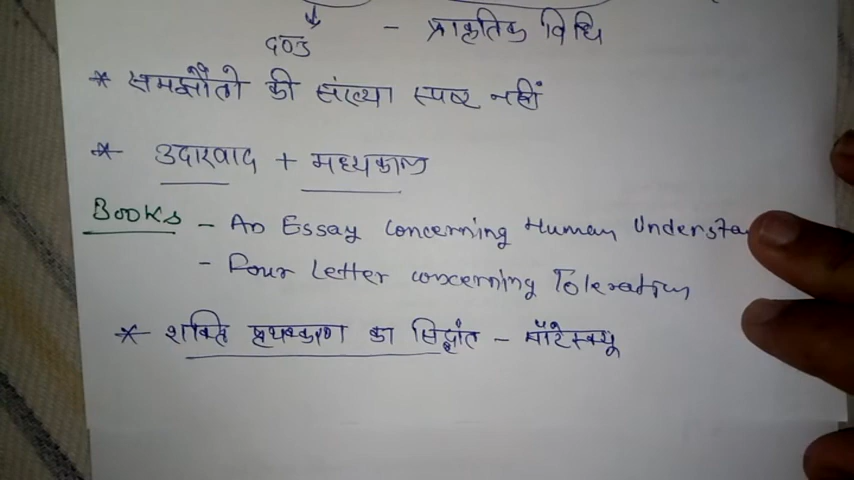 दण्ड - प्राकृतिक विधि
* समझौतो की संख्या स्पष्ट नहीं
* उदारवाद + मध्यकाल
Books - An Essay concerning Human Understa
- Four Letter concerning Toleration
* शक्ति पृथक्करण का सिद्धांत - मॉंटेस्क्यू